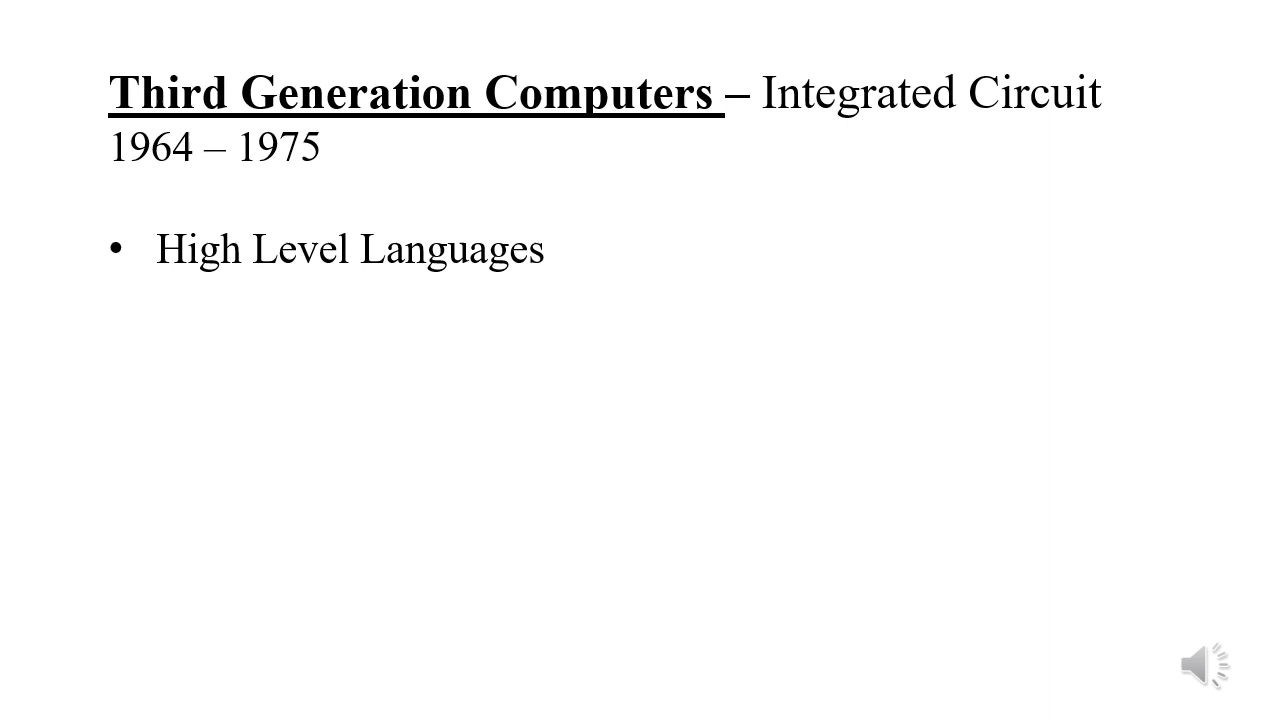 Third Generation Computers – Integrated Circuit
1964 – 1975
• High Level Languages